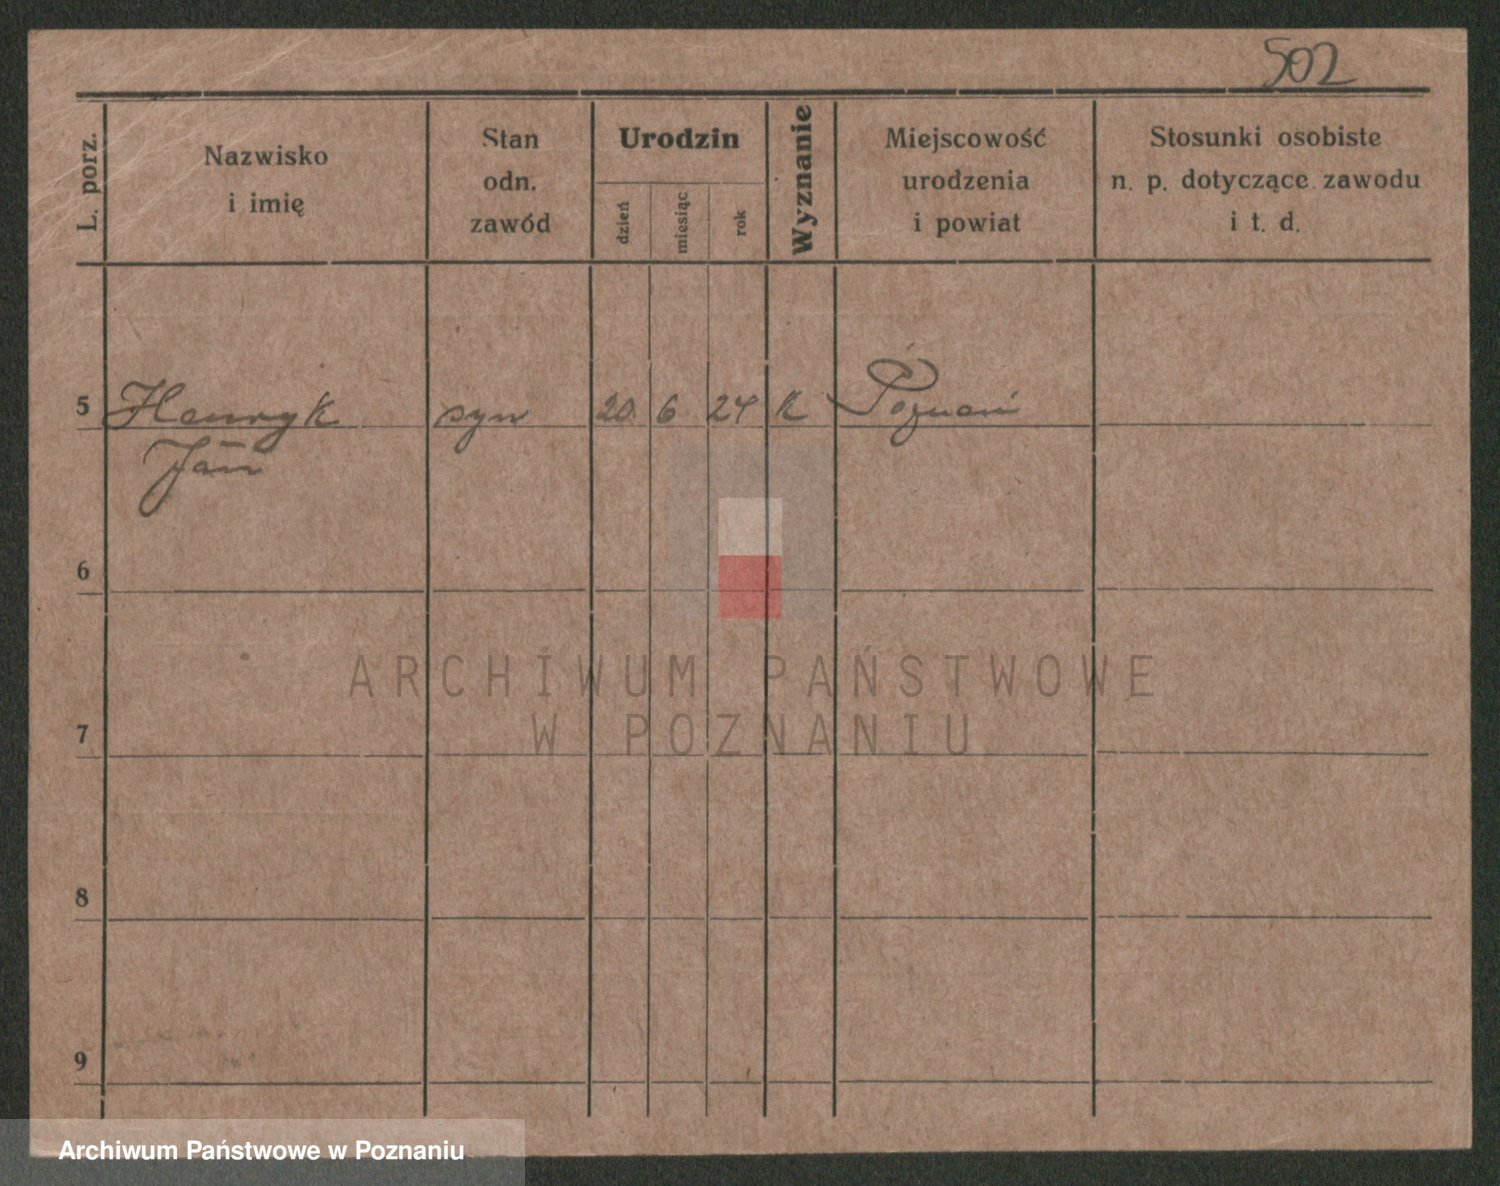 502
L. porz.
Nazwisko
i imię
Stan
odn.
zawód
Urodzin
dzień
miesiąc
rok
Wyznanie
Miejscowość
urodzenia
i powiat
Stosunki osobiste
n. p. dotyczące zawodu
i t. d.
5 Henryk syn 20. 6 24 K Poznań
Jan
6
7
8
9
ARCHIWUM PAŃSTWOWE
W POZNANIU
Archiwum Państwowe w Poznaniu